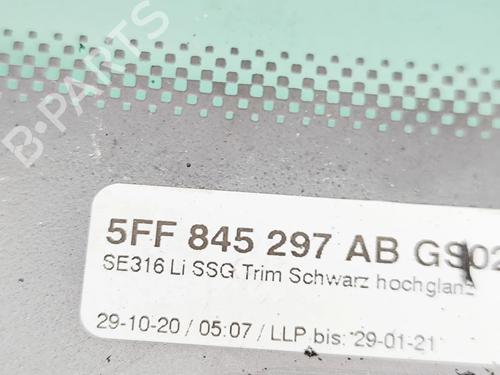 B-PARTS
5FF 845 297 AB GS02
SE316 Li SSG Trim Schwarz hochglanz
29-10-20 / 05:07 / LLP bis: 29-01-21